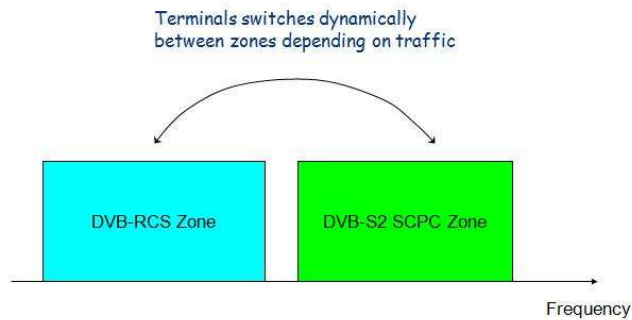 Terminals switches dynamically
between zones depending on traffic
DVB-RCS Zone
DVB-S2 SCPC Zone
Frequency